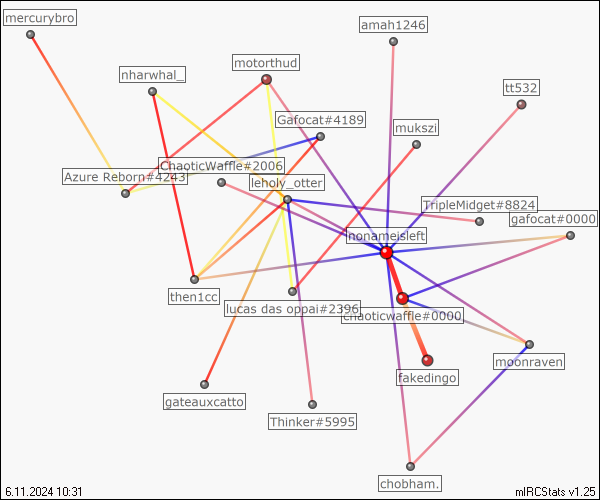 mercurybro
amah1246
motorthud
nharwhal_
tt532
Gafocat#4189
mukszi
ChaoticWaffle#2006
Azure Reborn#4243
leholy_otter
TripleMidget#8824
gafocat#0000
nonameisleft
then1cc
lucas das oppai#2396
chaoticwaffle#0000
moonraven
fakedingo
gateauxcatto
Thinker#5995
chobham.
6.11.2024 10:31
mIRCStats v1.25